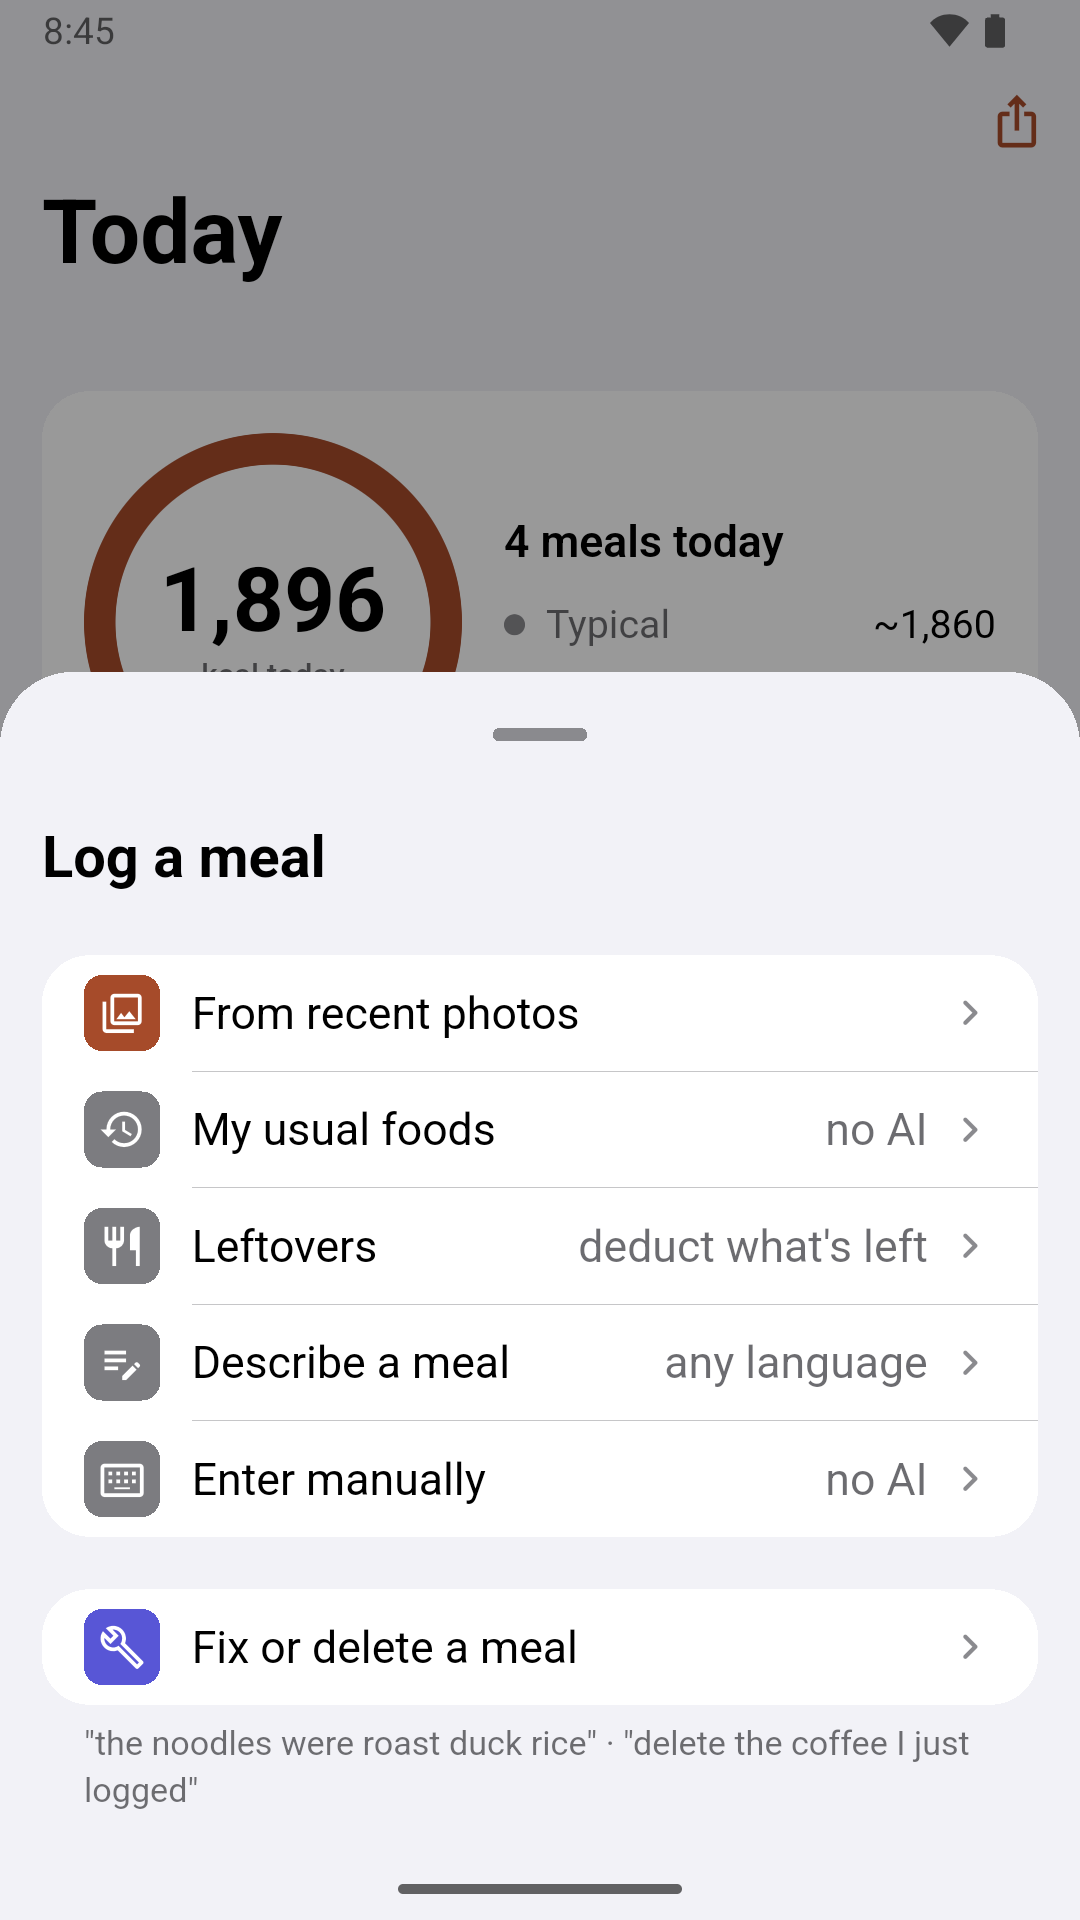 8:45
Today
1,896
kcal today
4 meals today
Typical ~1,860
Log a meal
From recent photos
My usual foods no AI
Leftovers deduct what's left
Describe a meal any language
Enter manually no AI
Fix or delete a meal
"the noodles were roast duck rice" · "delete the coffee I just
logged"